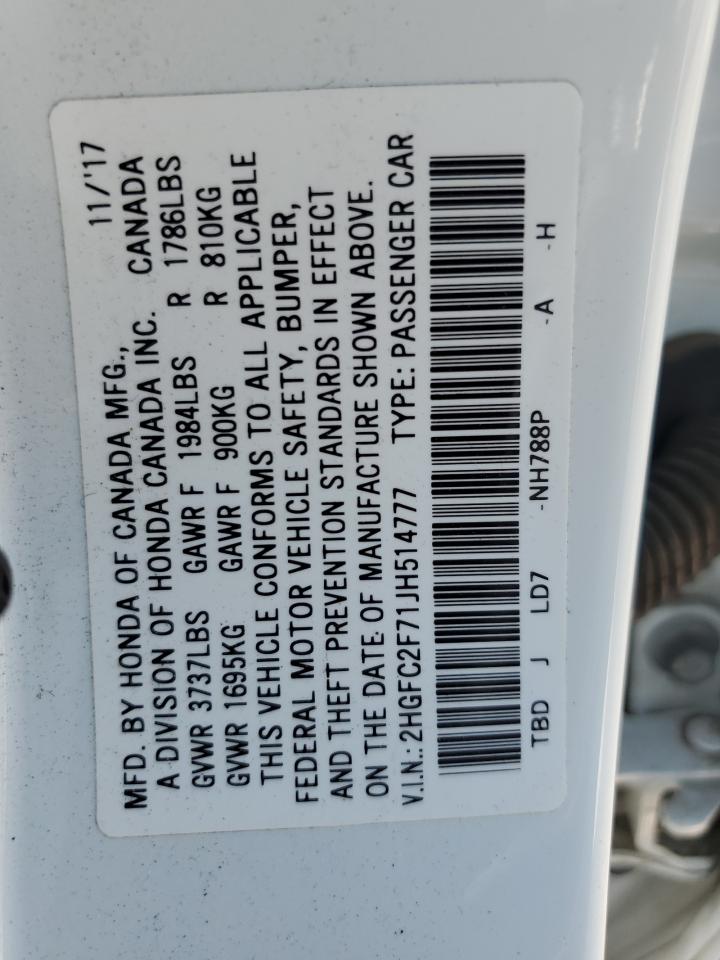 11/'17
MFD. BY HONDA OF CANADA MFG.,
A DIVISION OF HONDA CANADA INC. CANADA
GVWR 3737LBS GAWR F 1984LBS R 1786LBS
GVWR 1695KG GAWR F 900KG R 810KG
THIS VEHICLE CONFORMS TO ALL APPLICABLE
FEDERAL MOTOR VEHICLE SAFETY, BUMPER,
AND THEFT PREVENTION STANDARDS IN EFFECT
ON THE DATE OF MANUFACTURE SHOWN ABOVE.
V.I.N.: 2HGFC2F71JH514777 TYPE: PASSENGER CAR
TBD J LD7 -NH788P -A -H